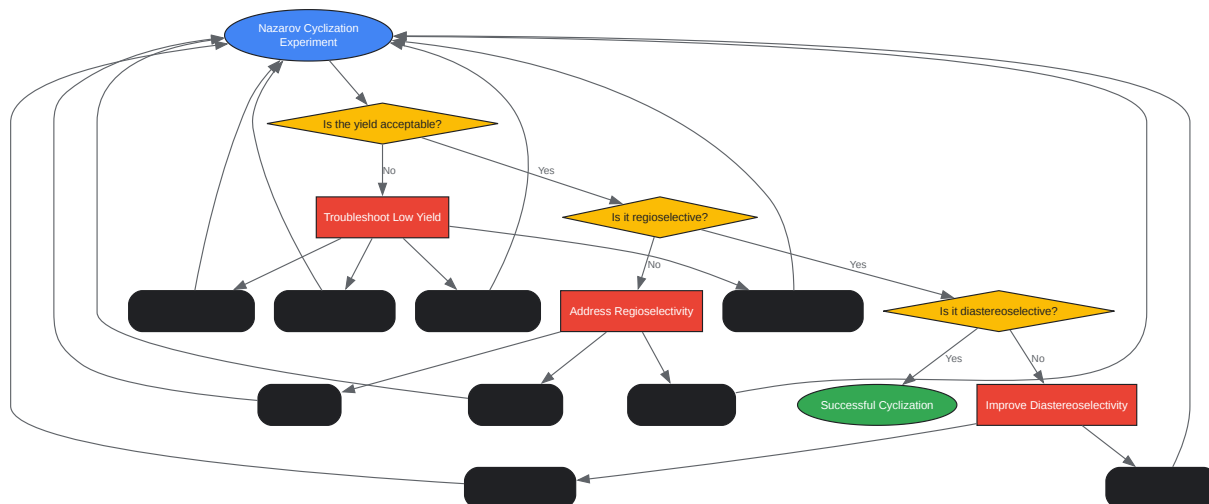 Nazarov Cyclization
Experiment
Is the yield acceptable?
No
Yes
Troubleshoot Low Yield
Is it regioselective?
No
Yes
Address Regioselectivity
Is it diastereoselective?
Yes
No
Successful Cyclization
Improve Diastereoselectivity